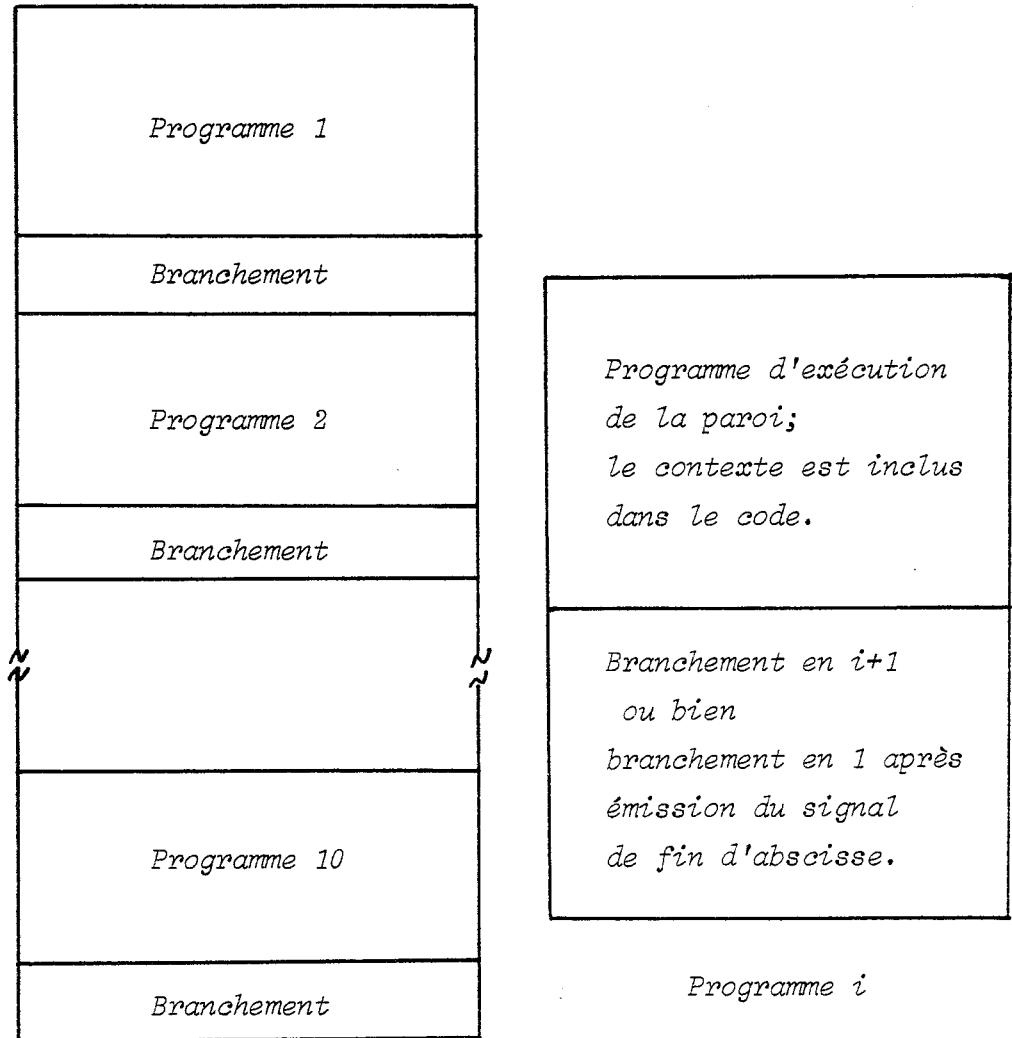 Programme 1
Branchement
Programme 2
Branchement
Programme 10
Branchement
Programme d'exécution
de la paroi;
le contexte est inclus
dans le code.
Branchement en i+1
ou bien
branchement en 1 après
émission du signal
de fin d'abscisse.
Programme i